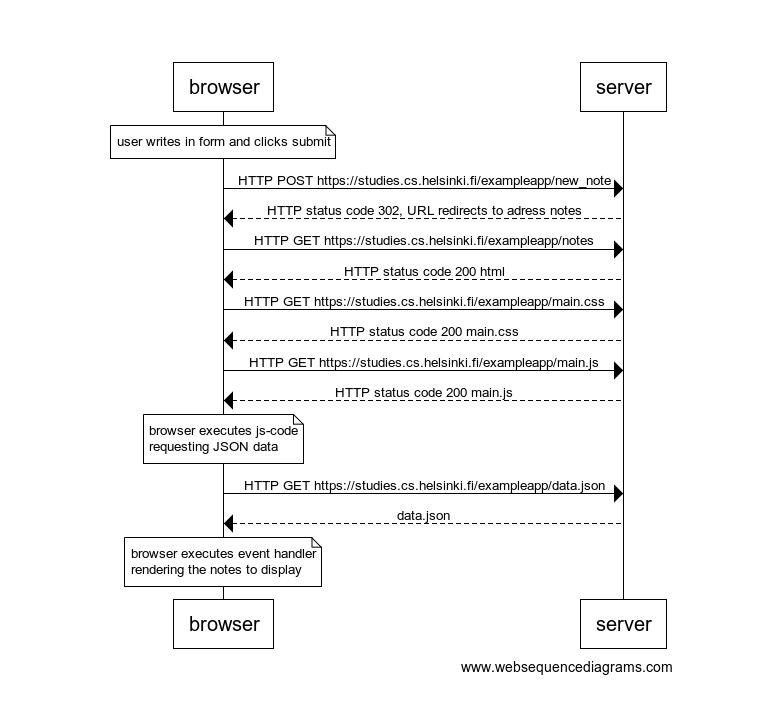 browser
server
user writes in form and clicks submit
HTTP POST https://studies.cs.helsinki.fi/exampleapp/new_note
HTTP status code 302, URL redirects to adress notes
HTTP GET https://studies.cs.helsinki.fi/exampleapp/notes
HTTP status code 200 html
HTTP GET https://studies.cs.helsinki.fi/exampleapp/main.css
HTTP status code 200 main.css
HTTP GET https://studies.cs.helsinki.fi/exampleapp/main.js
HTTP status code 200 main.js
browser executes js-code
requesting JSON data
HTTP GET https://studies.cs.helsinki.fi/exampleapp/data.json
data.json
browser executes event handler
rendering the notes to display
browser
server
www.websequencediagrams.com